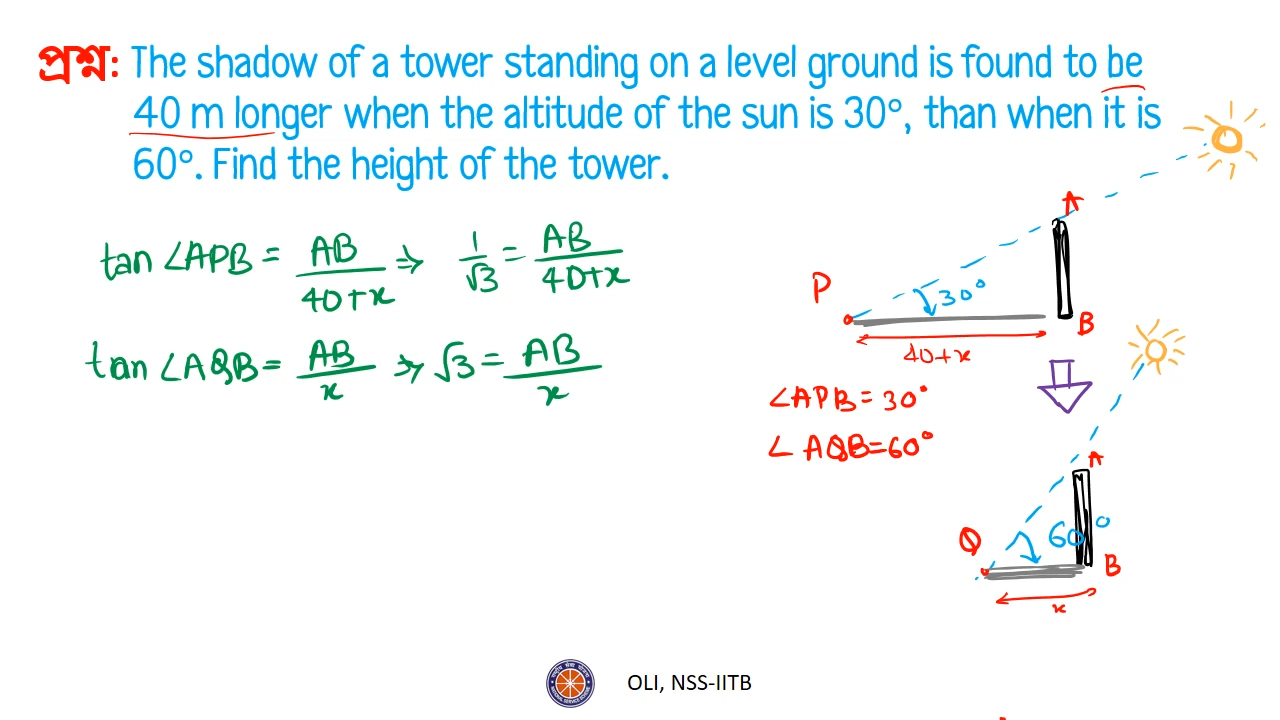 প্রশ্ন: The shadow of a tower standing on a level ground is found to be
40 m longer when the altitude of the sun is 30°, than when it is
60°. Find the height of the tower.
tan ∠APB = AB/(40+x) ⇒ 1/√3 = AB/(40+x)
tan ∠AQB = AB/x ⇒ √3 = AB/x
A
P
30°
B
40+x
∠APB = 30°
∠AQB = 60°
A
Q
60°
B
x
OLI, NSS-IITB